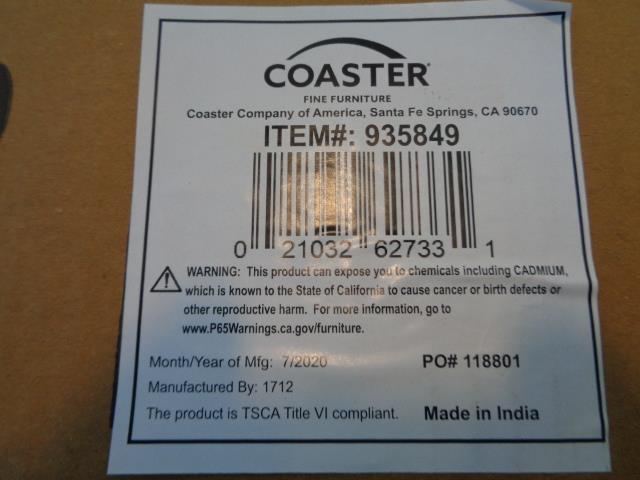 COASTER
FINE FURNITURE
Coaster Company of America, Santa Fe Springs, CA 90670
ITEM#: 935849
0 21032 62733 1
WARNING: This product can expose you to chemicals including CADMIUM,
which is known to the State of California to cause cancer or birth defects or
other reproductive harm. For more information, go to
www.P65Warnings.ca.gov/furniture.
Month/Year of Mfg: 7/2020 PO# 118801
Manufactured By: 1712
The product is TSCA Title VI compliant. Made in India